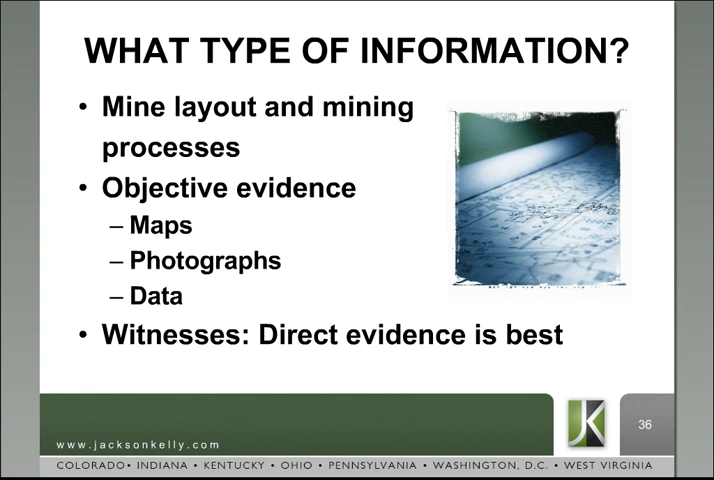 WHAT TYPE OF INFORMATION?
• Mine layout and mining
processes
• Objective evidence
– Maps
– Photographs
– Data
• Witnesses: Direct evidence is best
JK
36
www.jacksonkelly.com
COLORADO • INDIANA • KENTUCKY • OHIO • PENNSYLVANIA • WASHINGTON, D.C. • WEST VIRGINIA